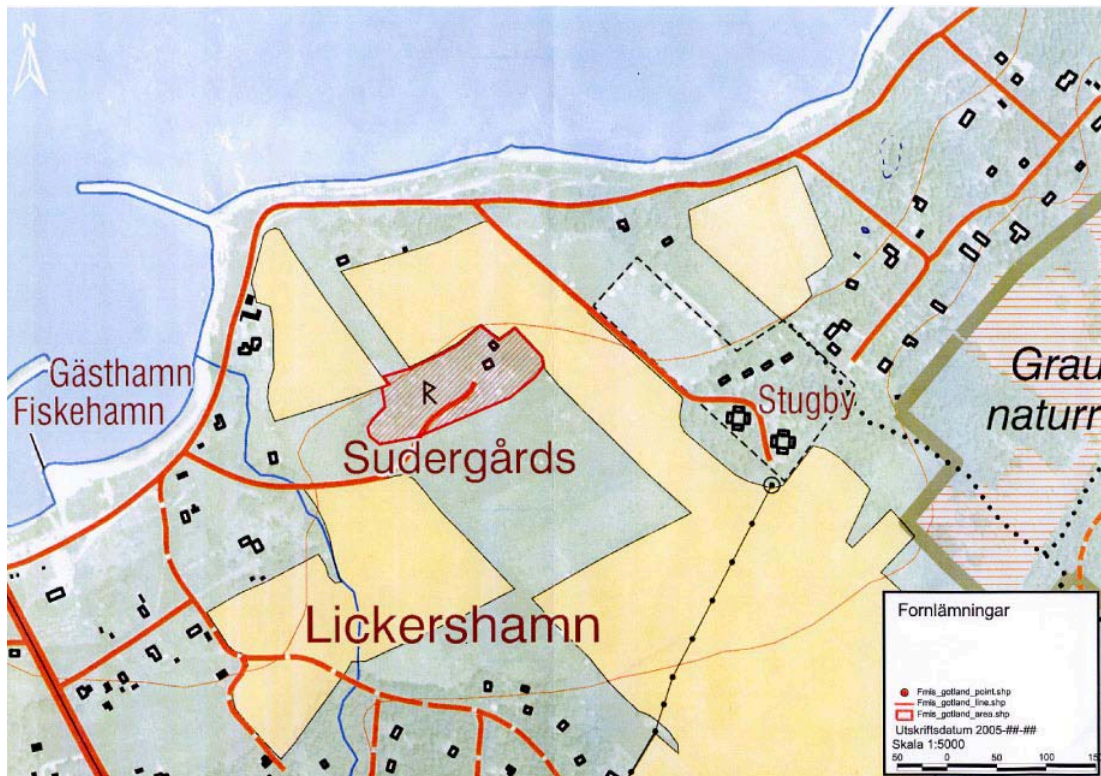 N
Gästhamn
Fiskehamn
R
Sudergårds
Stugby
Grau
naturr
Lickershamn
Fornlämningar
Fmis_gotland_point.shp
Fmis_gotland_line.shp
Fmis_gotland_area.shp
Utskriftsdatum 2005-##-##
Skala 1:5000
50 0 50 100 150